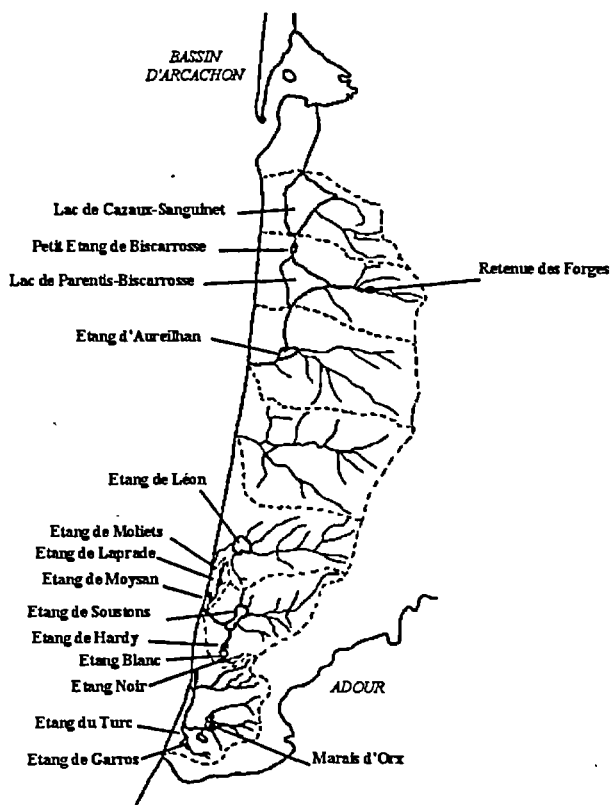 BASSIN
D'ARCACHON
Lac de Cazaux-Sanguinet
Petit Etang de Biscarrosse
Retenue des Forges
Lac de Parentis-Biscarrosse
Etang d'Aureilhan
Etang de Léon
Etang de Moliets
Etang de Laprade
Etang de Moysan
Etang de Soustons
Etang de Hardy
Etang Blanc
Etang Noir
ADOUR
Etang du Turc
Etang de Garros
Marais d'Orx